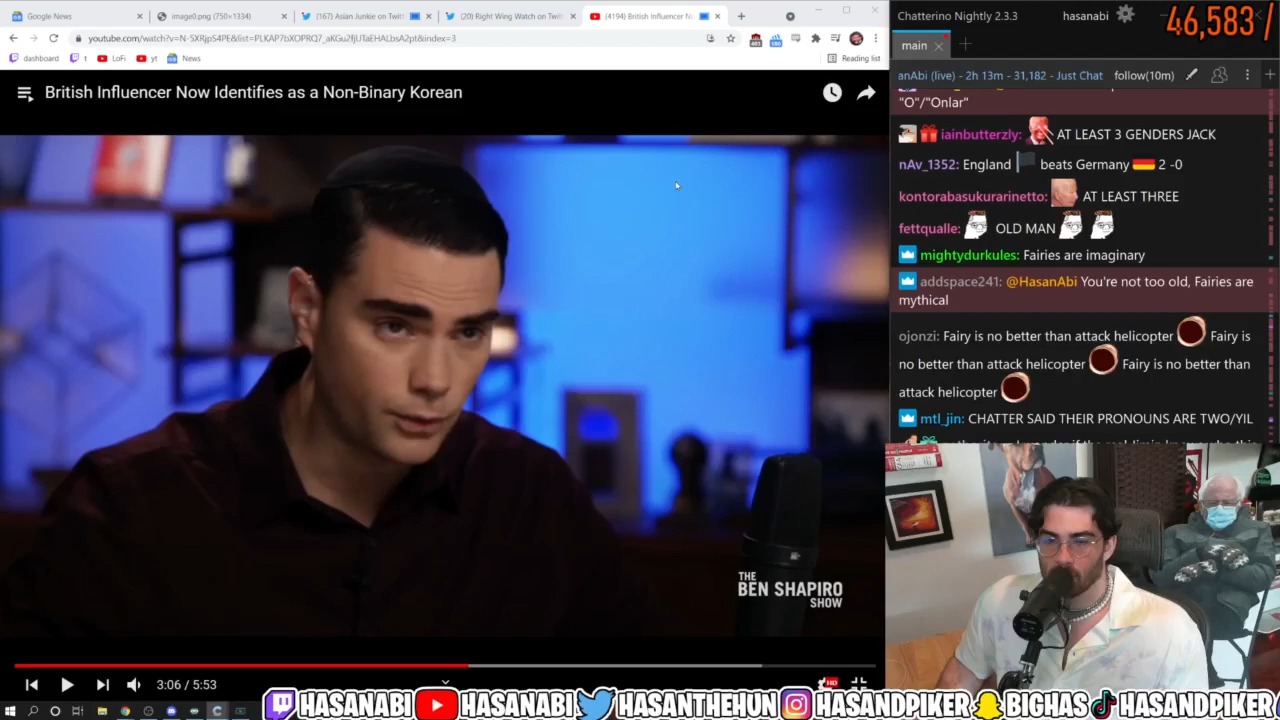 Google News
image0.png (750×1334)
(167) Asian Junkie on Twitt
(20) Right Wing Watch on Twitt
(4194) British Influencer N
youtube.com/watch?v=N-5XRjpS4PE&list=PLKAP7bXOPRQ7_aKGu2fjUTaEHALbsA2pt&index=3
dashboard
t
LoFi
yt
News
Reading list
British Influencer Now Identifies as a Non-Binary Korean
THE
BEN SHAPIRO
SHOW
3:06 / 5:53
HD
Chatterino Nightly 2.3.3
hasanabi
46,583 /
main
anAbi (live) - 2h 13m - 31,182 - Just Chat
follow(10m)
"O"/"Onlar"
iainbutterzly: AT LEAST 3 GENDERS JACK
nAv_1352: England beats Germany 2 -0
kontorabasukurarinetto: AT LEAST THREE
fettqualle: OLD MAN
mightydurkules: Fairies are imaginary
addspace241: @HasanAbi You're not too old, Fairies are
mythical
ojonzi: Fairy is no better than attack helicopter Fairy is
no better than attack helicopter Fairy is no better than
attack helicopter
mtl_jin: CHATTER SAID THEIR PRONOUNS ARE TWO/YIL
HASANABI HASANABI HASANTHEHUN HASANDPIKER BIGHAS HASANDPIKER